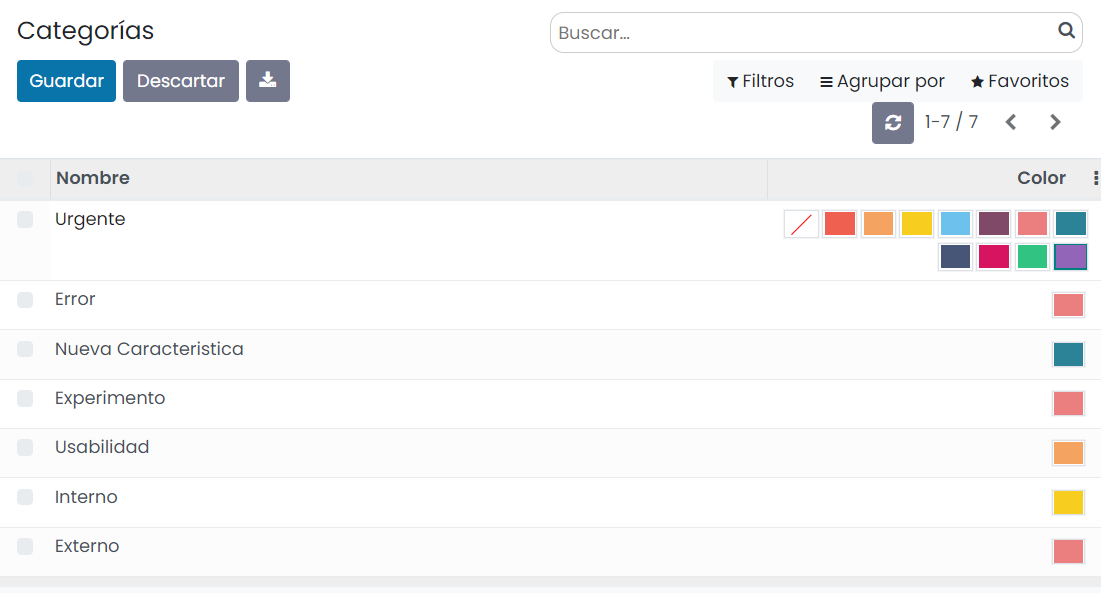 Categorías
Buscar...
Guardar Descartar
Filtros Agrupar por Favoritos
1-7 / 7
Nombre Color
Urgente
Error
Nueva Caracteristica
Experimento
Usabilidad
Interno
Externo